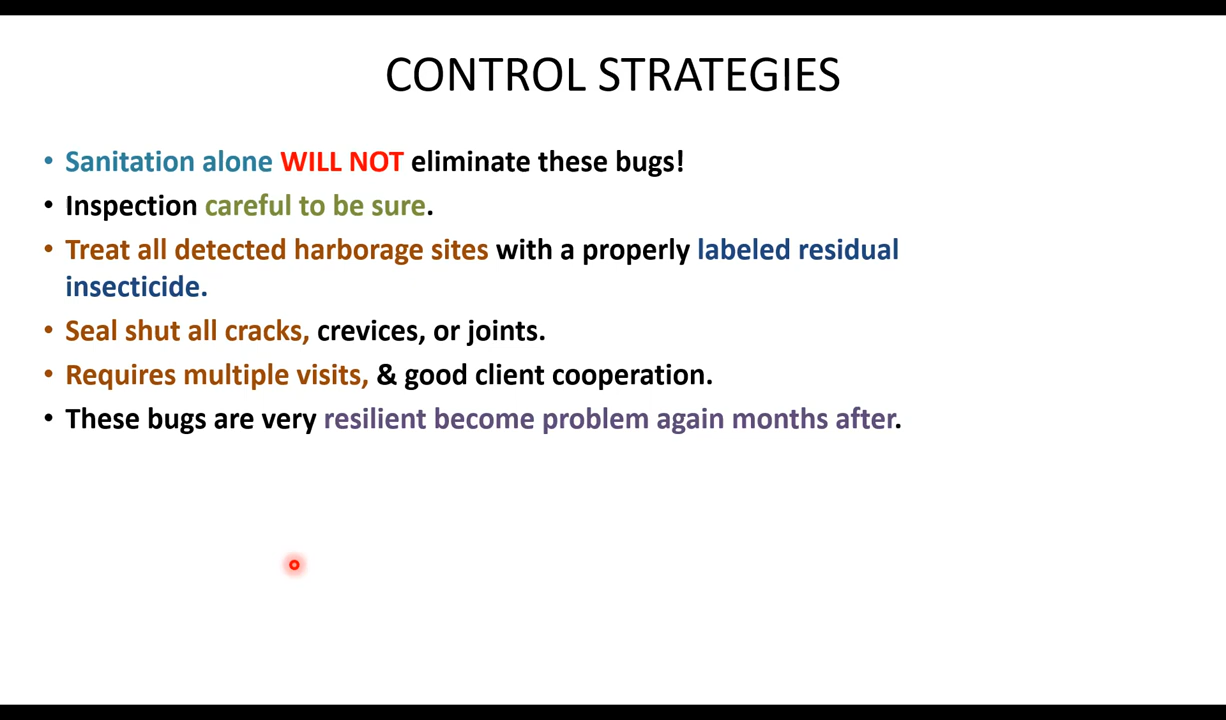 CONTROL STRATEGIES
• Sanitation alone WILL NOT eliminate these bugs!
• Inspection careful to be sure.
• Treat all detected harborage sites with a properly labeled residual
insecticide.
• Seal shut all cracks, crevices, or joints.
• Requires multiple visits, & good client cooperation.
• These bugs are very resilient become problem again months after.